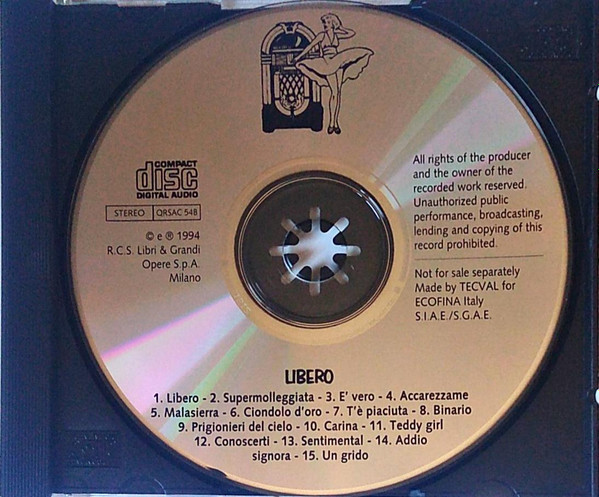 COMPACT
disc
DIGITAL AUDIO
STEREO QRSAC 548
© e ℗ 1994
R.C.S. Libri & Grandi
Opere S.p.A.
Milano
All rights of the producer
and the owner of the
recorded work reserved.
Unauthorized public
performance, broadcasting,
lending and copying of this
record prohibited.
Not for sale separately
Made by TECVAL for
ECOFINA Italy
S.I.A.E./S.G.A.E.
LIBERO
1. Libero - 2. Supermolleggiata - 3. E' vero - 4. Accarezzame
5. Malasierra - 6. Ciondolo d'oro - 7. T'è piaciuta - 8. Binario
9. Prigionieri del cielo - 10. Carina - 11. Teddy girl
12. Conoscerti - 13. Sentimental - 14. Addio
signora - 15. Un grido